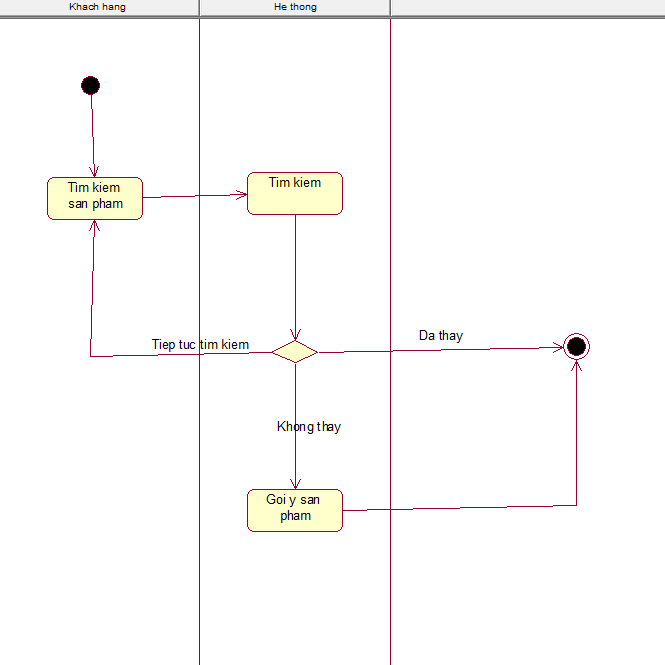 Khach hang
He thong
Tim kiem
san pham
Tim kiem
Tiep tuc tim kiem
Da thay
Khong thay
Goi y san
pham